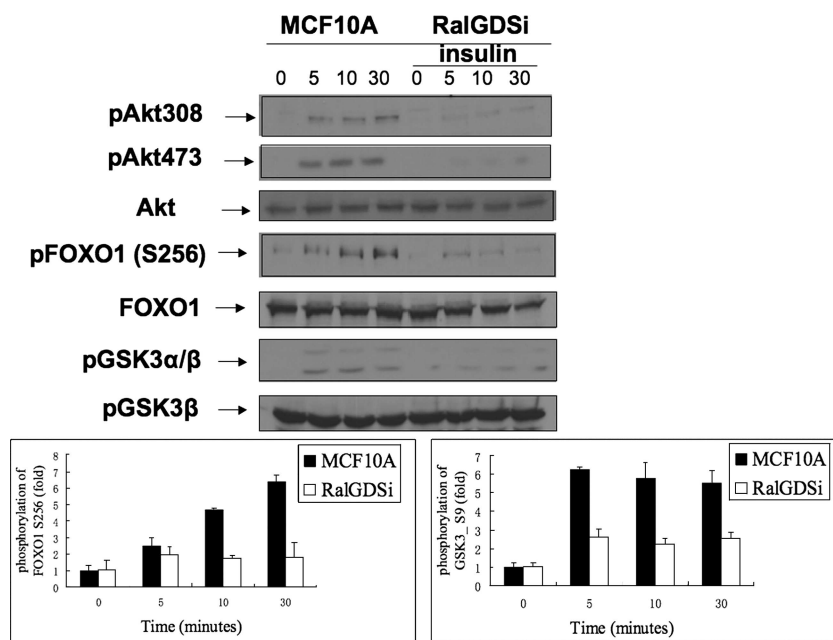 MCF10A RalGDSi
insulin
0 5 10 30 0 5 10 30
pAkt308
pAkt473
Akt
pFOXO1 (S256)
FOXO1
pGSK3α/β
pGSK3β
phosphorylation of
FOXO1 S256 (fold)
8
7
6
5
4
3
2
1
0
MCF10A
RalGDSi
0 5 10 30
Time (minutes)
phosphorylation of
GSK3_ S9 (fold)
7
6
5
4
3
2
1
0
MCF10A
RalGDSi
0 5 10 30
Time (minutes)